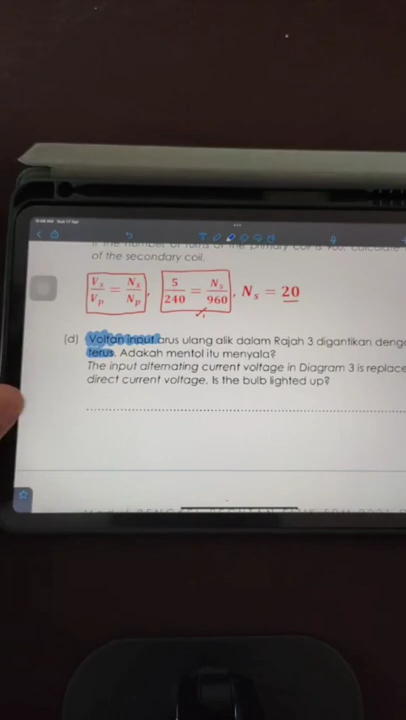 of the secondary coil.
Vs/Vp = Ns/Np, 5/240 = Ns/960, Ns = 20
(d) Voltan input arus ulang alik dalam Rajah 3 digantikan
terus. Adakah mentol itu menyala?
The input alternating current voltage in Diagram 3 is
direct current voltage. Is the bulb lighted up?